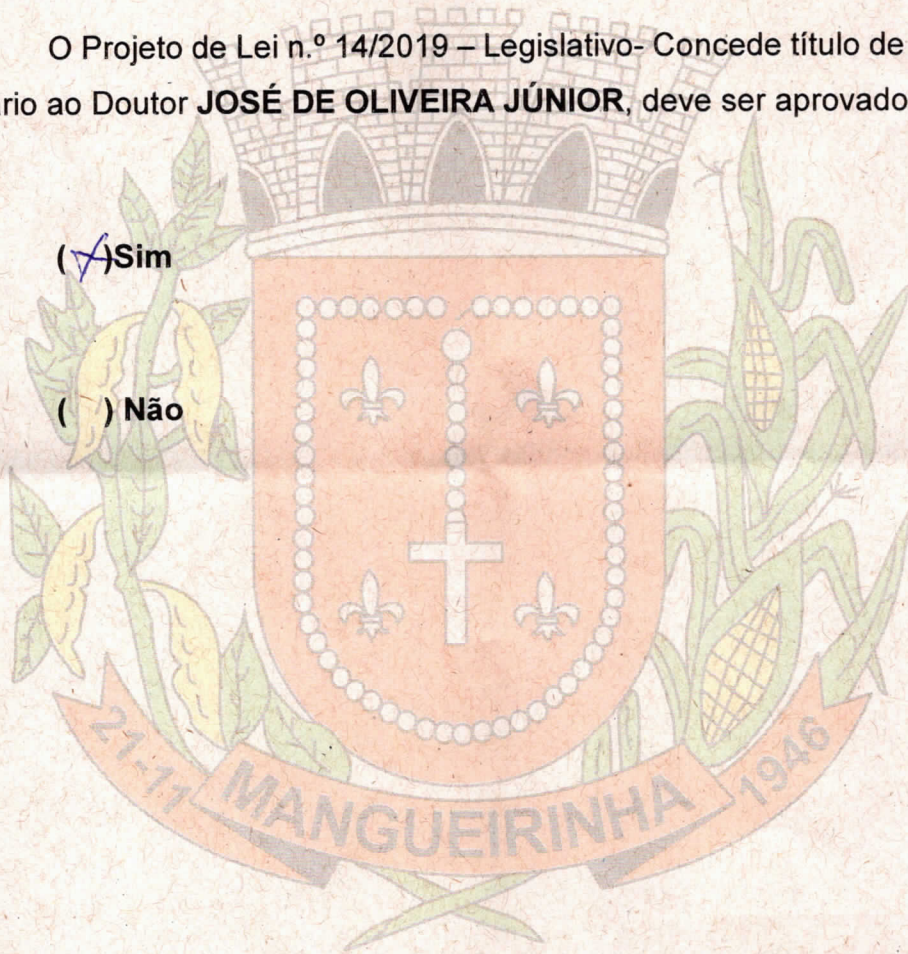 O Projeto de Lei n.º 14/2019 – Legislativo- Concede título de
rio ao Doutor JOSÉ DE OLIVEIRA JÚNIOR, deve ser aprovado
(X)Sim
( ) Não
21-11 MANGUEIRINHA 1946